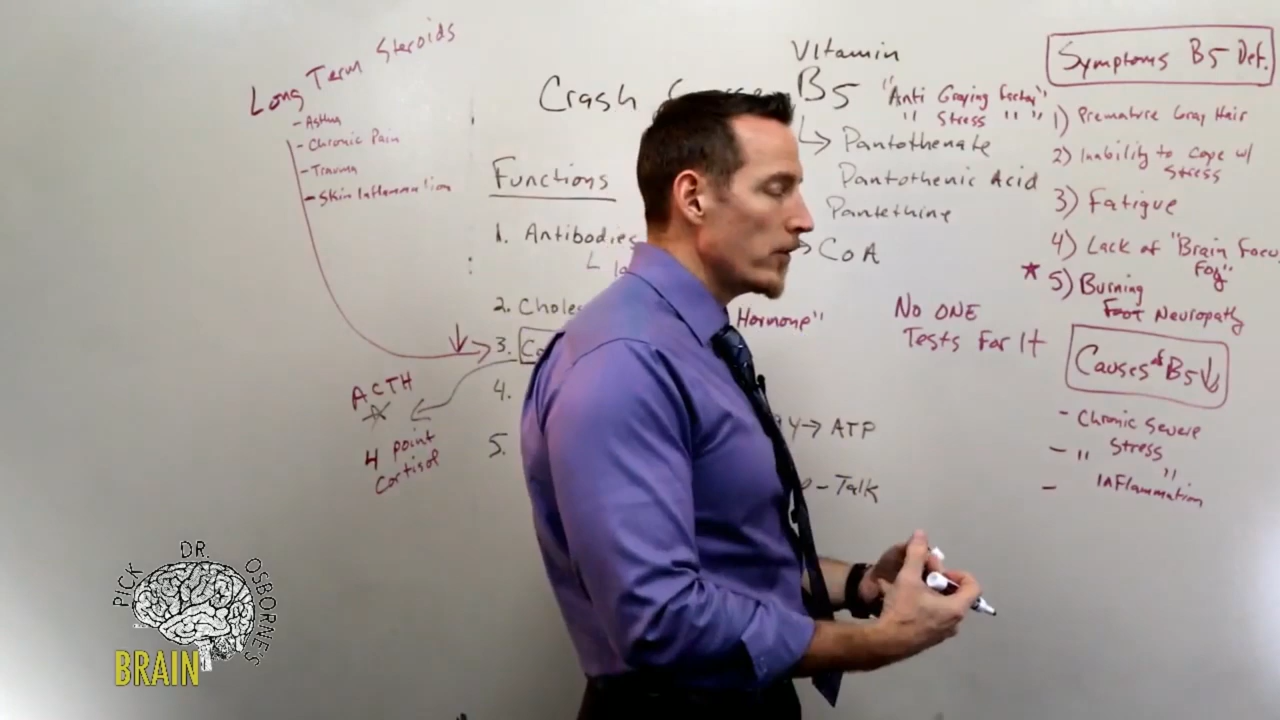 Long Term Steroids
- Asthma
- Chronic Pain
- Trauma
- Skin Inflammation
ACTH
4 point
Cortisol
Crash
Vitamin
B5
"Anti Graying Factor"
" Stress " "
Pantothenate
Pantothenic Acid
Pantethine
CoA
Functions
1. Antibodies
2. Chole
Hormone"
3. Co
4.
5.
→ ATP
- Talk
No ONE
Tests For It
Symptoms B5 Def.
1) Premature Gray Hair
2) Inability to Cope w/
Stress
3) Fatigue
4) Lack of "Brain Focus
Fog"
5) Burning
Foot Neuropathy
Causes of B5 ↓
- Chronic Severe
Stress
- " "
Inflammation
-
PICK DR. OSBORNE'S
BRAIN